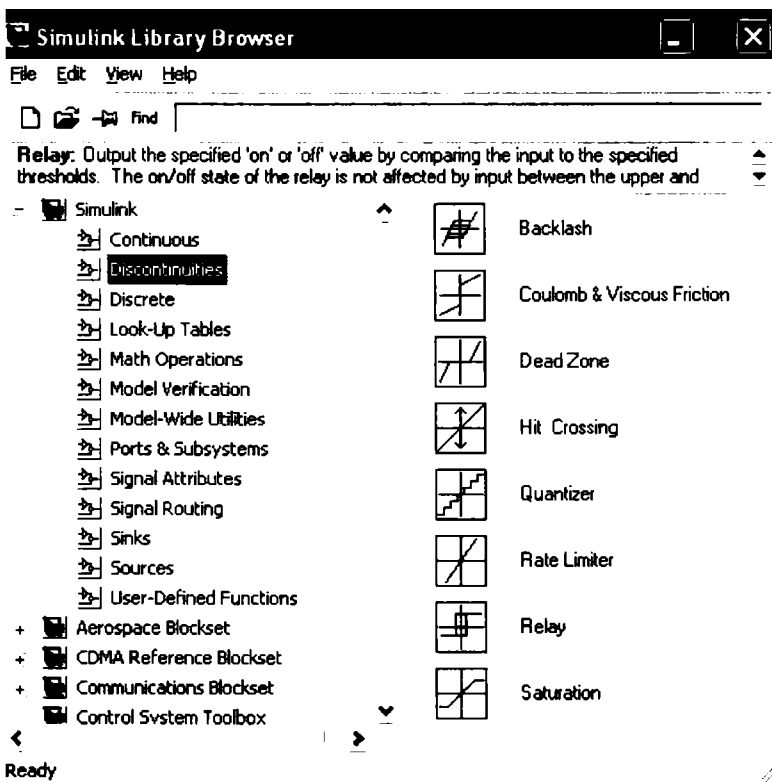 Simulink Library Browser
File Edit View Help
Find
Relay: Output the specified 'on' or 'off' value by comparing the input to the specified
thresholds. The on/off state of the relay is not affected by input between the upper and
Simulink
Continuous
Discontinuities
Discrete
Look-Up Tables
Math Operations
Model Verification
Model-Wide Utilities
Ports & Subsystems
Signal Attributes
Signal Routing
Sinks
Sources
User-Defined Functions
Aerospace Blockset
CDMA Reference Blockset
Communications Blockset
Control System Toolbox
Backlash
Coulomb & Viscous Friction
Dead Zone
Hit Crossing
Quantizer
Rate Limiter
Relay
Saturation
Ready